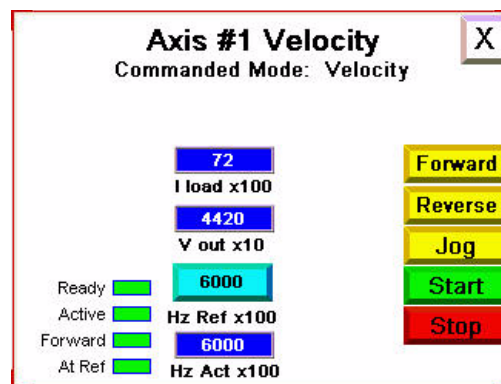 Axis #1 Velocity
X
Commanded Mode: Velocity
72
I load x100
4420
V out x10
6000
Hz Ref x100
6000
Hz Act x100
Ready
Active
Forward
At Ref
Forward
Reverse
Jog
Start
Stop